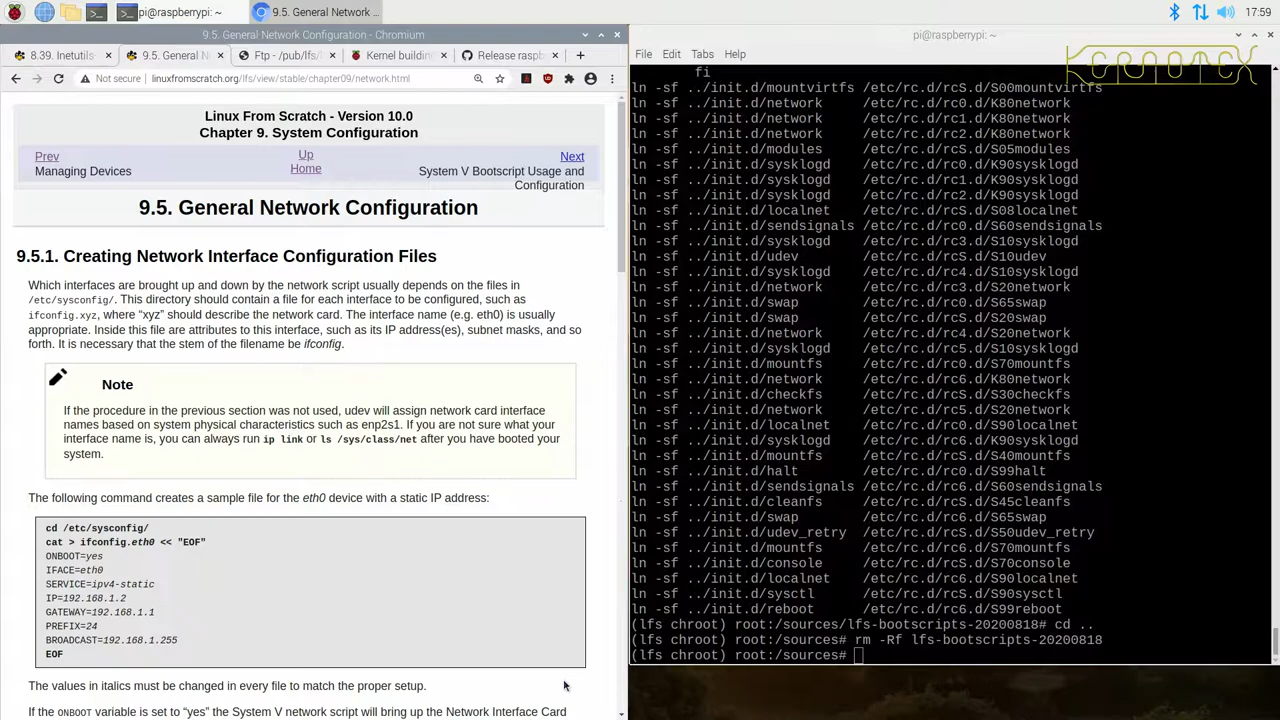 pi@raspberrypi: ~
9.5. General Network ...
17:59
9.5. General Network Configuration - Chromium
8.39. Inetutils-
9.5. General N
Ftp - /pub/lfs/
Kernel building
Release raspb
Not secure | linuxfromscratch.org/lfs/view/stable/chapter09/network.html
Linux From Scratch - Version 10.0
Chapter 9. System Configuration
Prev
Up
Next
Managing Devices
Home
System V Bootscript Usage and
Configuration
9.5. General Network Configuration
9.5.1. Creating Network Interface Configuration Files
Which interfaces are brought up and down by the network script usually depends on the files in
/etc/sysconfig/. This directory should contain a file for each interface to be configured, such as
ifconfig.xyz, where “xyz” should describe the network card. The interface name (e.g. eth0) is usually
appropriate. Inside this file are attributes to this interface, such as its IP address(es), subnet masks, and so
forth. It is necessary that the stem of the filename be ifconfig.
Note
If the procedure in the previous section was not used, udev will assign network card interface
names based on system physical characteristics such as enp2s1. If you are not sure what your
interface name is, you can always run ip link or ls /sys/class/net after you have booted your
system.
The following command creates a sample file for the eth0 device with a static IP address:
cd /etc/sysconfig/
cat > ifconfig.eth0 << "EOF"
ONBOOT=yes
IFACE=eth0
SERVICE=ipv4-static
IP=192.168.1.2
GATEWAY=192.168.1.1
PREFIX=24
BROADCAST=192.168.1.255
EOF
The values in italics must be changed in every file to match the proper setup.
If the ONBOOT variable is set to “yes” the System V network script will bring up the Network Interface Card
pi@raspberrypi: ~
File Edit Tabs Help
fi
ln -sf ../init.d/mountvirtfs /etc/rc.d/rcS.d/S00mountvirtfs
ln -sf ../init.d/network /etc/rc.d/rc0.d/K80network
ln -sf ../init.d/network /etc/rc.d/rc1.d/K80network
ln -sf ../init.d/network /etc/rc.d/rc2.d/K80network
ln -sf ../init.d/modules /etc/rc.d/rcS.d/S05modules
ln -sf ../init.d/sysklogd /etc/rc.d/rc0.d/K90sysklogd
ln -sf ../init.d/sysklogd /etc/rc.d/rc1.d/K90sysklogd
ln -sf ../init.d/sysklogd /etc/rc.d/rc2.d/K90sysklogd
ln -sf ../init.d/localnet /etc/rc.d/rcS.d/S08localnet
ln -sf ../init.d/sendsignals /etc/rc.d/rc0.d/S60sendsignals
ln -sf ../init.d/sysklogd /etc/rc.d/rc3.d/S10sysklogd
ln -sf ../init.d/udev /etc/rc.d/rcS.d/S10udev
ln -sf ../init.d/sysklogd /etc/rc.d/rc4.d/S10sysklogd
ln -sf ../init.d/network /etc/rc.d/rc3.d/S20network
ln -sf ../init.d/swap /etc/rc.d/rc0.d/S65swap
ln -sf ../init.d/swap /etc/rc.d/rcS.d/S20swap
ln -sf ../init.d/network /etc/rc.d/rc4.d/S20network
ln -sf ../init.d/sysklogd /etc/rc.d/rc5.d/S10sysklogd
ln -sf ../init.d/mountfs /etc/rc.d/rc0.d/S70mountfs
ln -sf ../init.d/network /etc/rc.d/rc6.d/K80network
ln -sf ../init.d/checkfs /etc/rc.d/rcS.d/S30checkfs
ln -sf ../init.d/network /etc/rc.d/rc5.d/S20network
ln -sf ../init.d/localnet /etc/rc.d/rc0.d/S90localnet
ln -sf ../init.d/sysklogd /etc/rc.d/rc6.d/K90sysklogd
ln -sf ../init.d/mountfs /etc/rc.d/rcS.d/S40mountfs
ln -sf ../init.d/halt /etc/rc.d/rc0.d/S99halt
ln -sf ../init.d/sendsignals /etc/rc.d/rc6.d/S60sendsignals
ln -sf ../init.d/cleanfs /etc/rc.d/rcS.d/S45cleanfs
ln -sf ../init.d/swap /etc/rc.d/rc6.d/S65swap
ln -sf ../init.d/udev_retry /etc/rc.d/rcS.d/S50udev_retry
ln -sf ../init.d/mountfs /etc/rc.d/rc6.d/S70mountfs
ln -sf ../init.d/console /etc/rc.d/rcS.d/S70console
ln -sf ../init.d/localnet /etc/rc.d/rc6.d/S90localnet
ln -sf ../init.d/sysctl /etc/rc.d/rcS.d/S90sysctl
ln -sf ../init.d/reboot /etc/rc.d/rc6.d/S99reboot
(lfs chroot) root:/sources/lfs-bootscripts-20200818# cd ..
(lfs chroot) root:/sources# rm -Rf lfs-bootscripts-20200818
(lfs chroot) root:/sources#